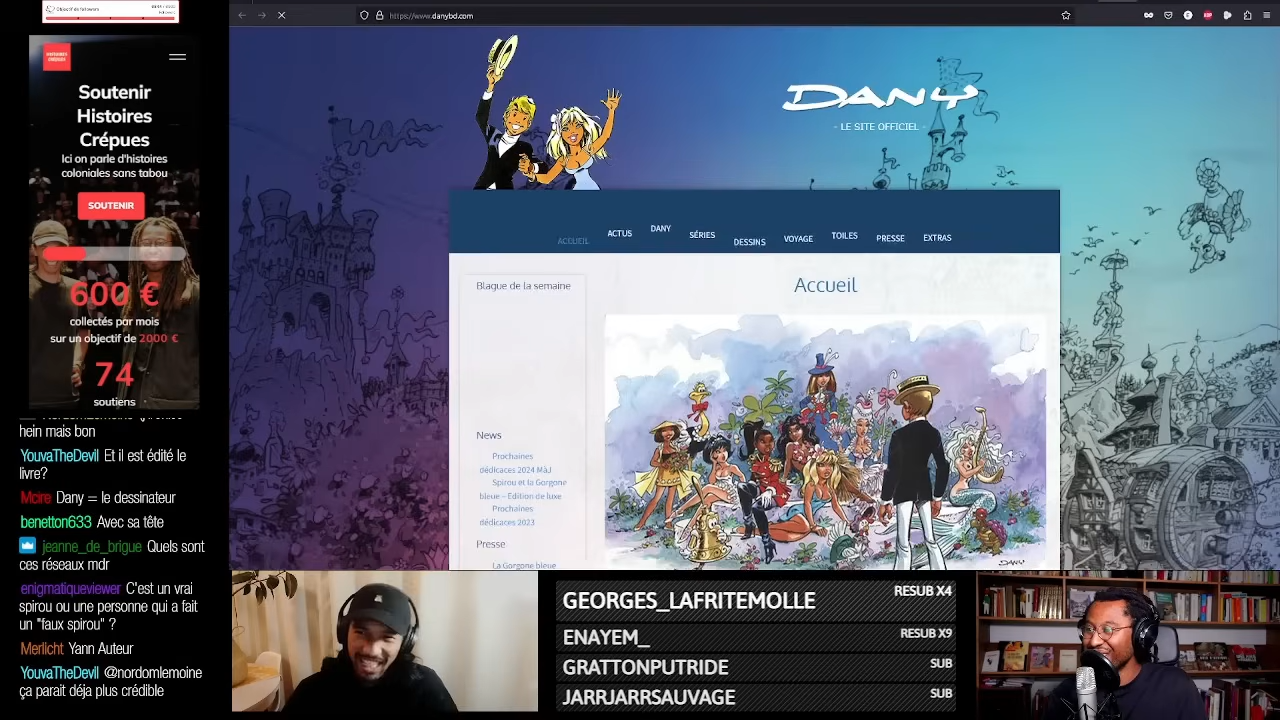 Objectif de followers
https://www.danybd.com
Soutenir
Histoires
Crépues
Ici on parle d'histoires
coloniales sans tabou
SOUTENIR
600 €
collectés par mois
sur un objectif de 2000 €
74
soutiens
hein mais bon
YouvaTheDevil Et il est édité le
livre?
Mcire Dany = le dessinateur
benetton633 Avec sa tête
jeanne_de_brigue Quels sont
ces réseaux mdr
enigmatiqueviewer C'est un vrai
spirou ou une personne qui a fait
un "faux spirou" ?
Merlicht Yann Auteur
YouvaTheDevil @nordomlemoine
ça parait déja plus crédible
DANY
- LE SITE OFFICIEL -
ACCUEIL ACTUS DANY SÉRIES DESSINS VOYAGE TOILES PRESSE EXTRAS
Blague de la semaine
Accueil
News
Prochaines
dédicaces 2024 MàJ
Spirou et la Gorgone
bleue – Edition de luxe
Prochaines
dédicaces 2023
Presse
La Gorgone bleue
DANY
GEORGES_LAFRITEMOLLE RESUB X4
ENAYEM_ RESUB X9
GRATTONPUTRIDE SUB
JARRJARRSAUVAGE SUB